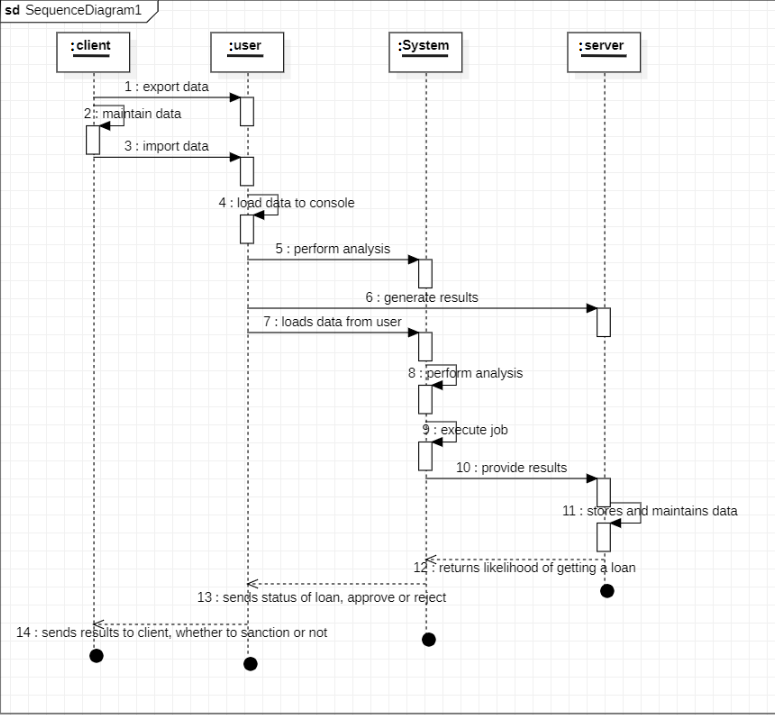 sd SequenceDiagram1
:client
:user
:System
:server
1 : export data
2 : maintain data
3 : import data
4 : load data to console
5 : perform analysis
6 : generate results
7 : loads data from user
8 : perform analysis
9 : execute job
10 : provide results
11 : stores and maintains data
12 : returns likelihood of getting a loan
13 : sends status of loan, approve or reject
14 : sends results to client, whether to sanction or not